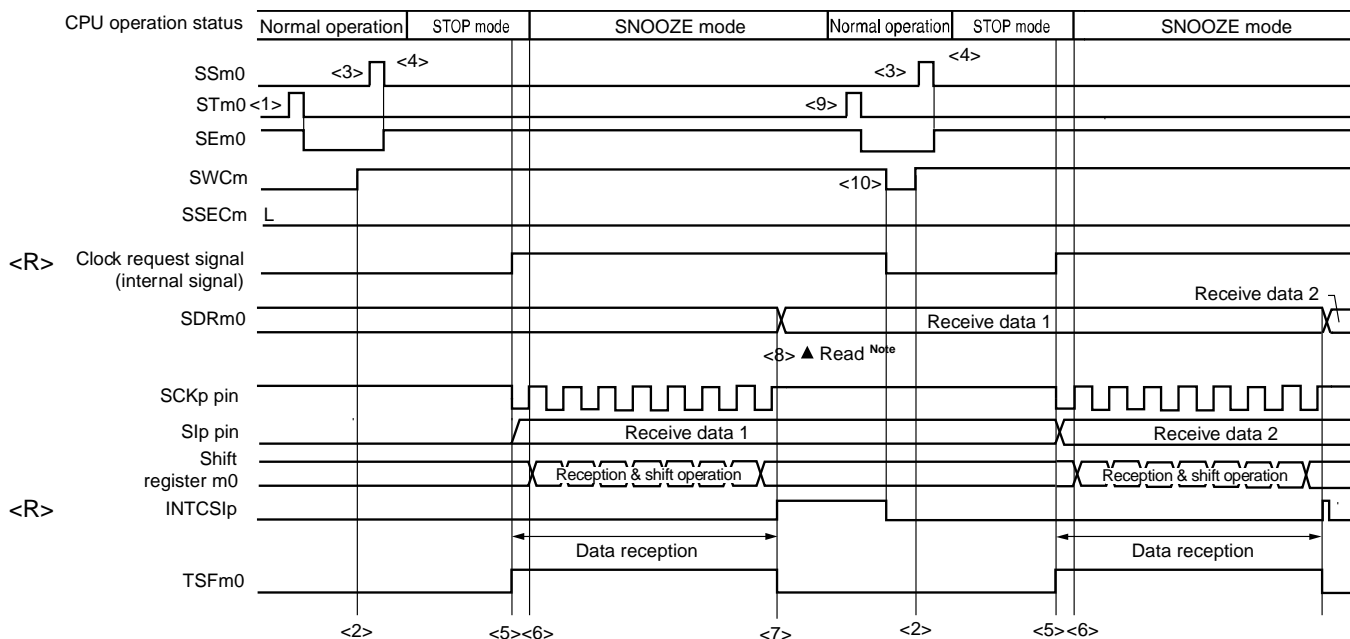 CPU operation status Normal operation STOP mode SNOOZE mode Normal operation STOP mode SNOOZE mode
SSm0 <3> <4> <3> <4>
STm0 <1> <9>
SEm0
SWCm <10>
SSECm L
<R> Clock request signal
(internal signal)
Receive data 2
SDRm0 Receive data 1
<8> ▲ Read Note
SCKp pin
SIp pin Receive data 1 Receive data 2
Shift
register m0 Reception & shift operation Reception & shift operation
<R> INTCSIp
Data reception Data reception
TSFm0
<2> <5><6> <7> <2> <5><6>